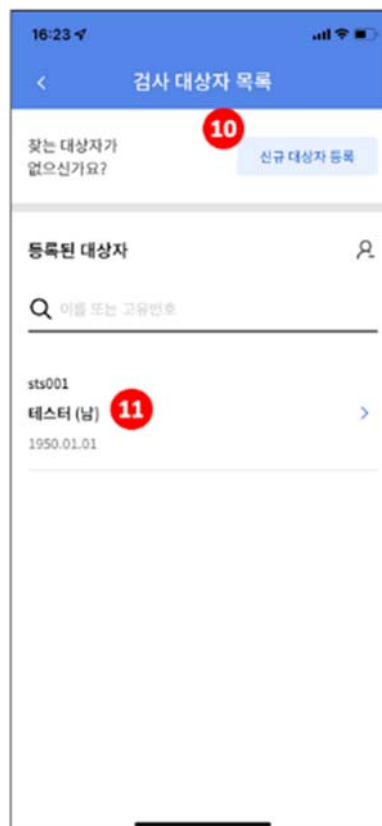 16:23
검사 대상자 목록
10
찾는 대상자가
없으신가요?
신규 대상자 등록
등록된 대상자
이름 또는 고유번호
sts001
테스터 (남)
11
1950.01.01